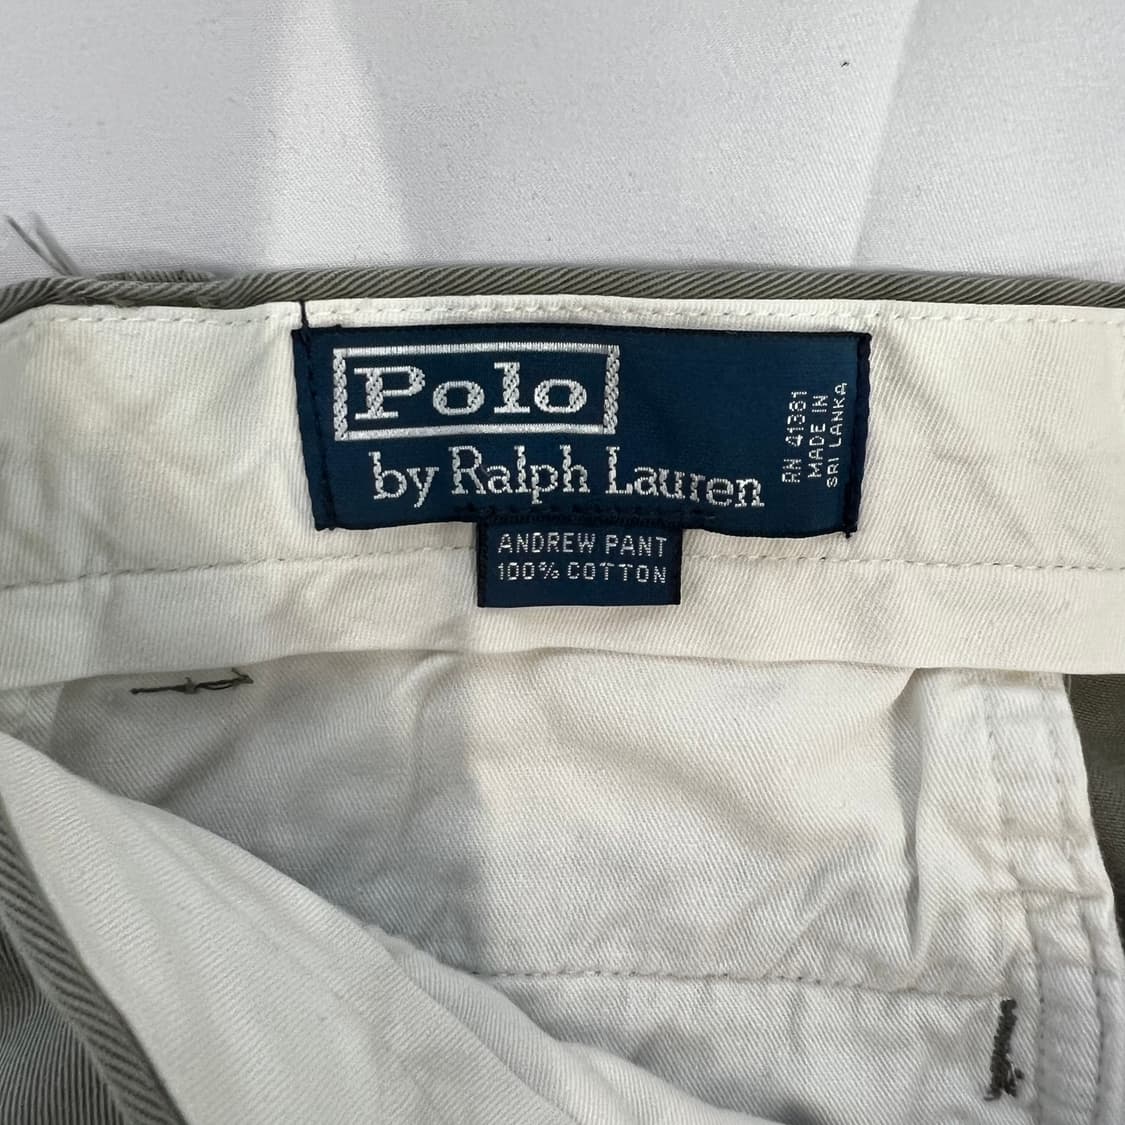 Polo
by Ralph Lauren
RN 41381
MADE IN
SRI LANKA
ANDREW PANT
100% COTTON